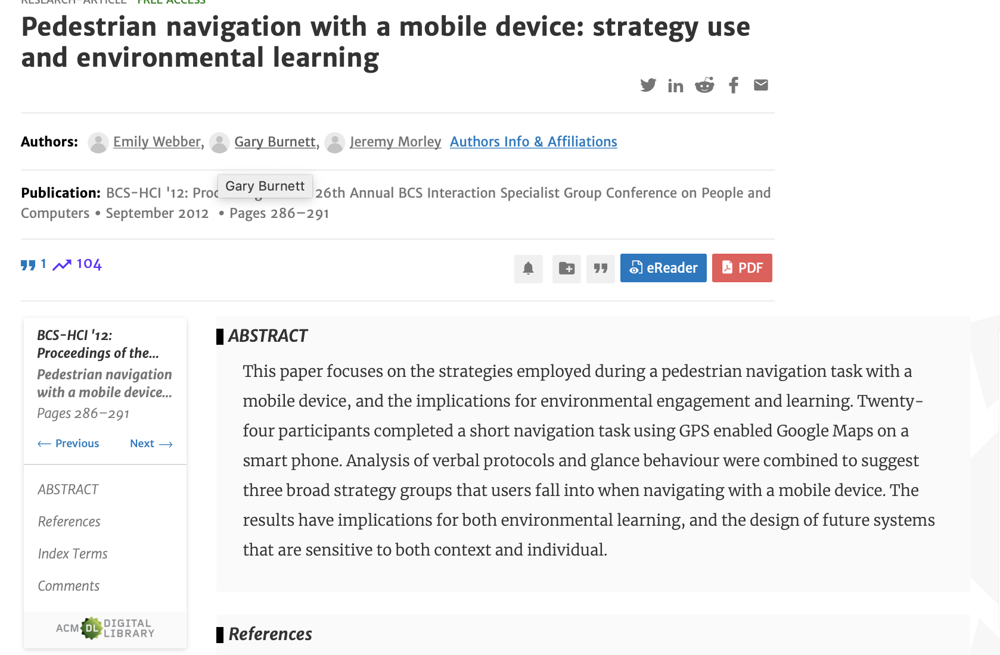 RESEARCH-ARTICLE FREE ACCESS
Pedestrian navigation with a mobile device: strategy use
and environmental learning
Authors: Emily Webber, Gary Burnett, Jeremy Morley Authors Info & Affiliations
Gary Burnett
Publication: BCS-HCI '12: 26th Annual BCS Interaction Specialist Group Conference on People and
Computers • September 2012 • Pages 286–291
1 104
eReader PDF
BCS-HCI '12:
Proceedings of the...
Pedestrian navigation
with a mobile device...
Pages 286–291
Previous Next
ABSTRACT
References
Index Terms
Comments
ACM DL DIGITAL
LIBRARY
ABSTRACT
This paper focuses on the strategies employed during a pedestrian navigation task with a
mobile device, and the implications for environmental engagement and learning. Twenty-
four participants completed a short navigation task using GPS enabled Google Maps on a
smart phone. Analysis of verbal protocols and glance behaviour were combined to suggest
three broad strategy groups that users fall into when navigating with a mobile device. The
results have implications for both environmental learning, and the design of future systems
that are sensitive to both context and individual.
References